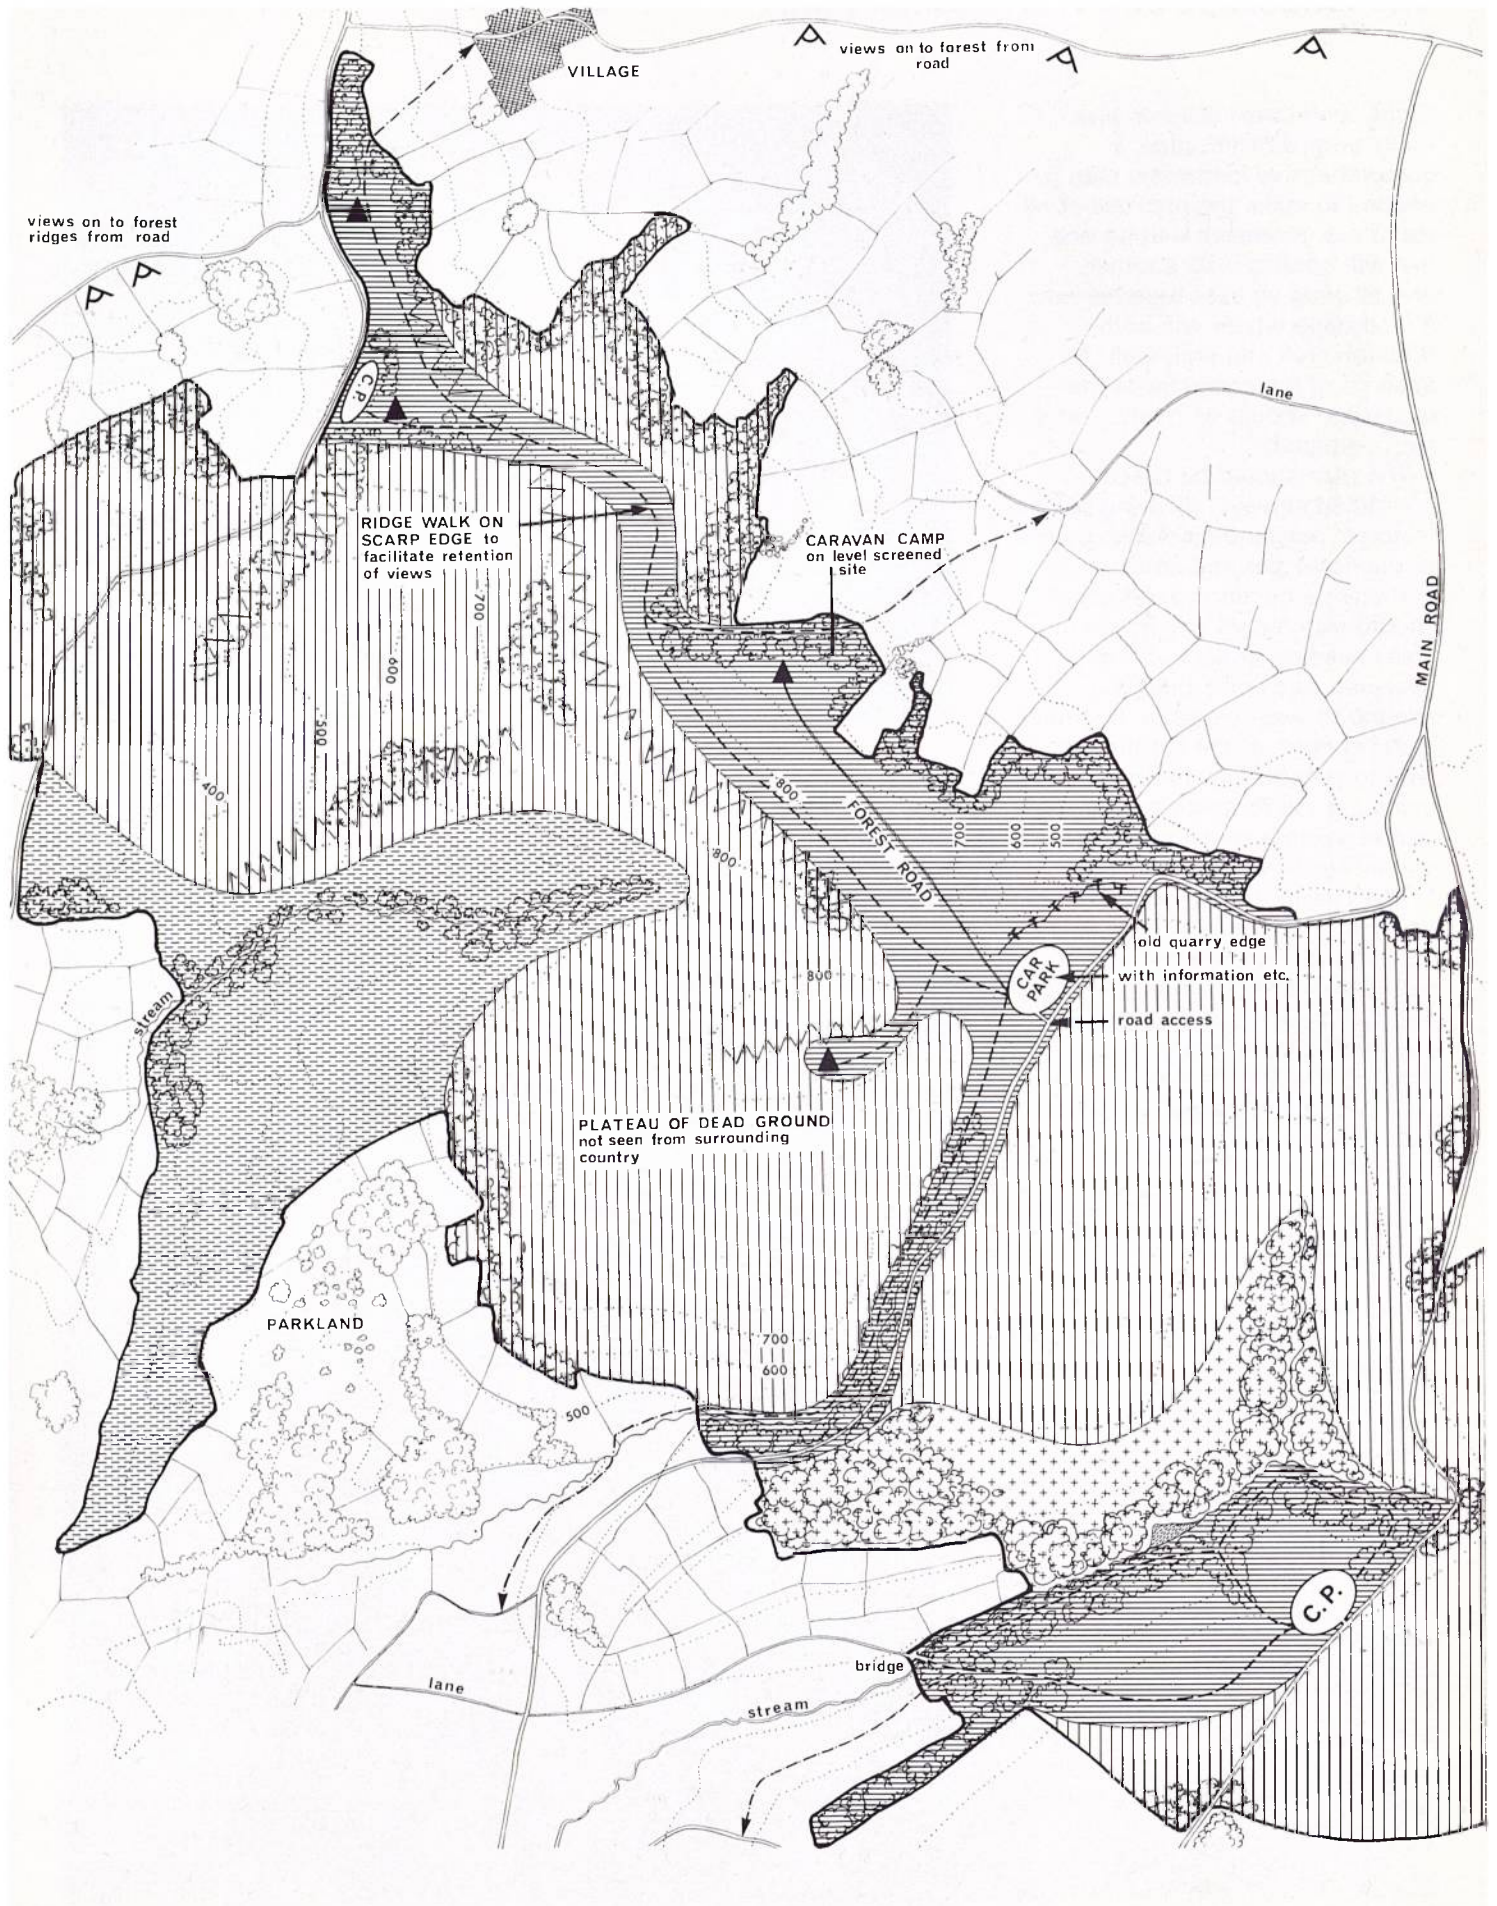 VILLAGE
views on to forest from
road
views on to forest
ridges from road
lane
C.P.
RIDGE WALK ON
SCARP EDGE to
facilitate retention
of views
CARAVAN CAMP
on level screened
site
MAIN ROAD
700
600
500
400
800
FOREST ROAD
700
600
500
800
old quarry edge
CAR
PARK
with information etc.
800
stream
road access
PLATEAU OF DEAD GROUND
not seen from surrounding
country
PARKLAND
700
600
500
C.P.
bridge
lane
stream